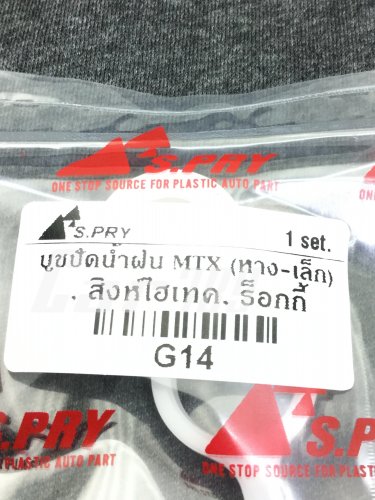 S.PRY
S.PRY
ONE STOP SOURCE FOR PLASTIC AUTO PART
S.PRY 1 set.
บูชปัดน้ำฝน MTX (หาง-เล็ก)
. สิงห์ไฮเทค. ร็อกกี้
G14
S.PRY
PLASTIC AUTO PART
S.PRY
ONE STOP SOURCE FOR